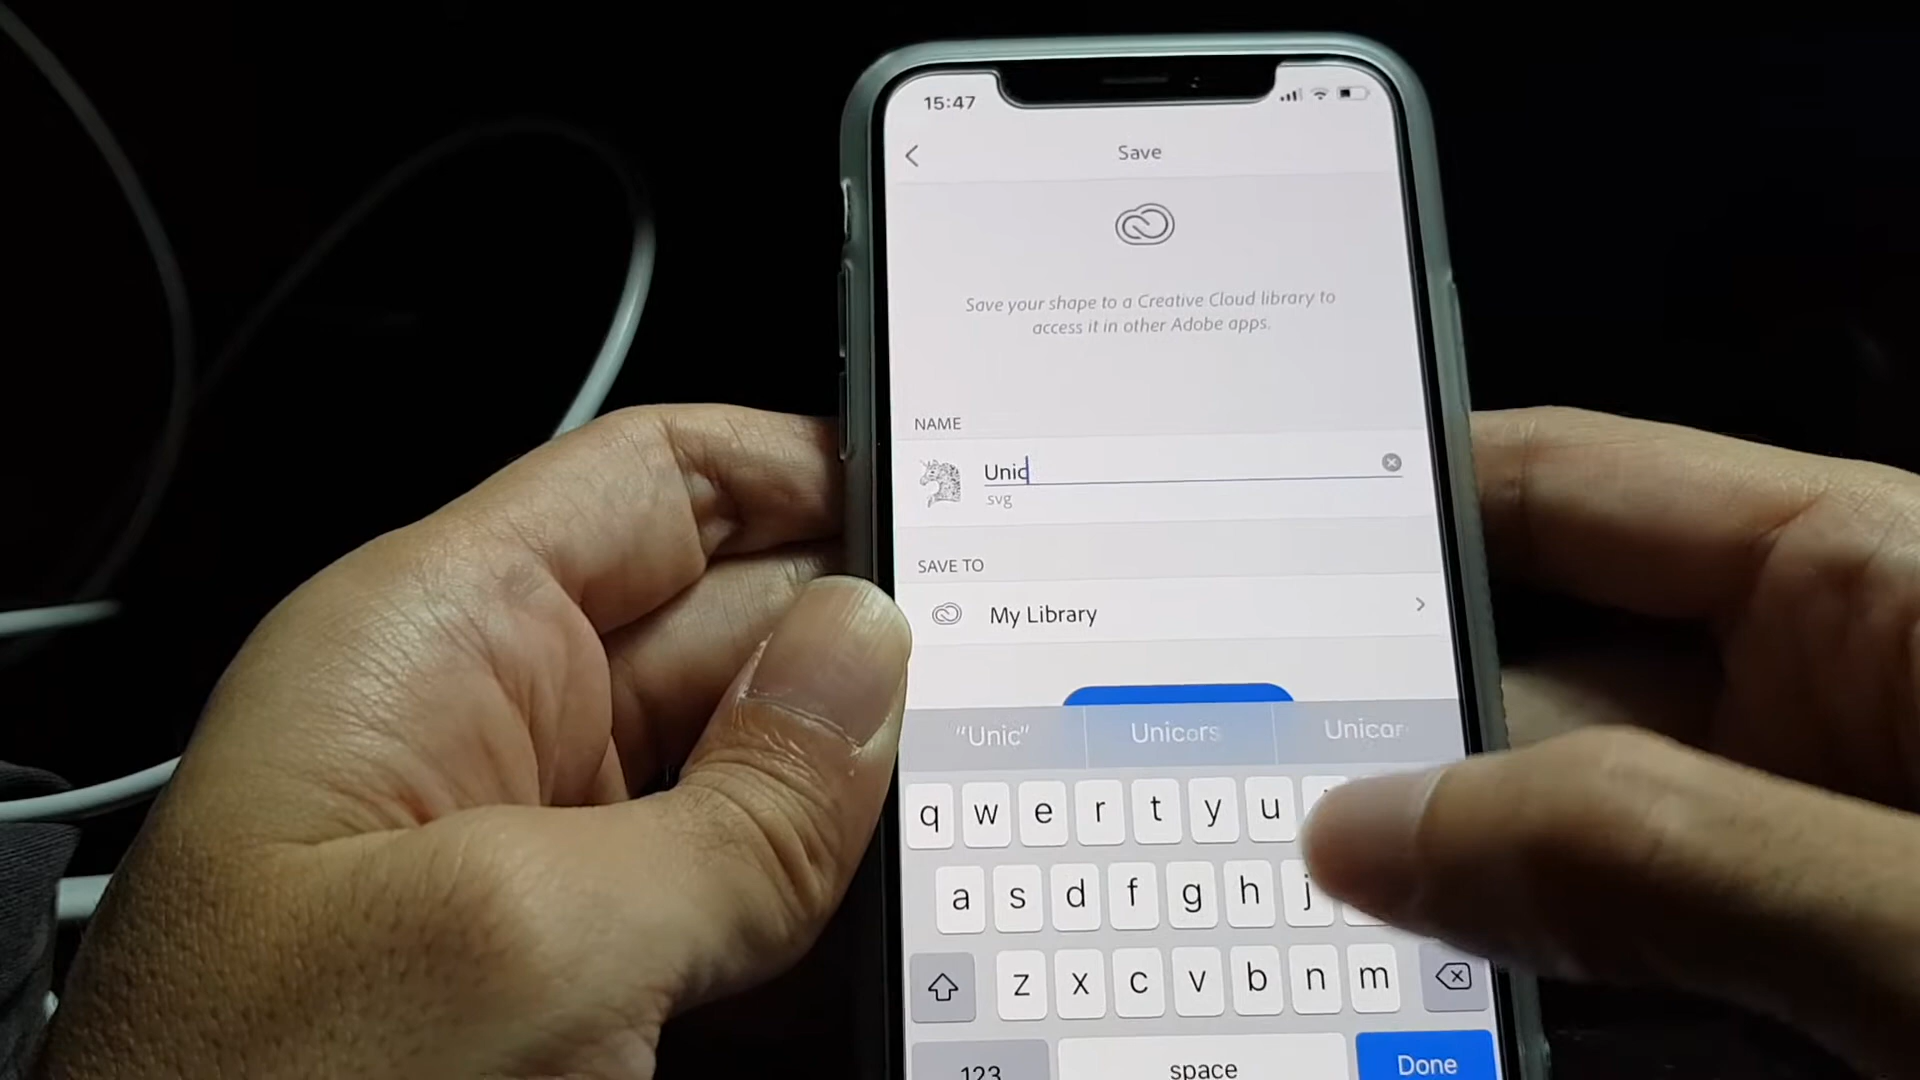 15:47
Save
Save your shape to a Creative Cloud library to
access it in other Adobe apps.
NAME
Unic
svg
SAVE TO
My Library
"Unic" Unicors Unicor
q w e r t y u
a s d f g h j
z x c v b n m
123 space Done